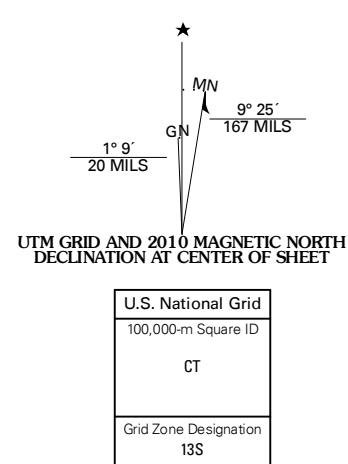 MN
9° 25´
167 MILS
GN
1° 9´
20 MILS
UTM GRID AND 2010 MAGNETIC NORTH
DECLINATION AT CENTER OF SHEET
U.S. National Grid
100,000-m Square ID
CT
Grid Zone Designation
13S